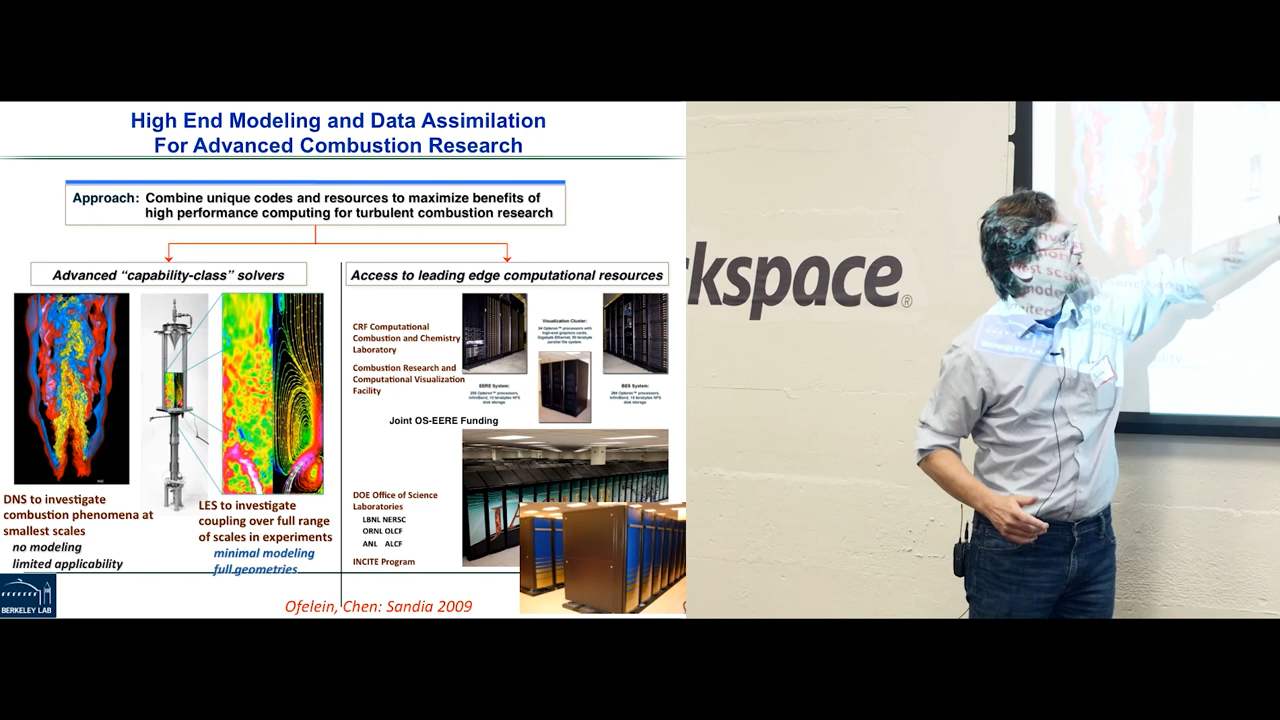 High End Modeling and Data Assimilation
For Advanced Combustion Research
Approach: Combine unique codes and resources to maximize benefits of
high performance computing for turbulent combustion research
Advanced “capability-class” solvers
Access to leading edge computational resources
DNS to investigate
combustion phenomena at
smallest scales
no modeling
limited applicability
LES to investigate
coupling over full range
of scales in experiments
minimal modeling
full geometries
CRF Computational
Combustion and Chemistry
Laboratory
Combustion Research and
Computational Visualization
Facility
Visualization Cluster:
EERE System:
BES System:
Joint OS-EERE Funding
DOE Office of Science
Laboratories
LBNL NERSC
ORNL OLCF
ANL ALCF
INCITE Program
BERKELEY LAB
Ofelein, Chen: Sandia 2009
kspace®